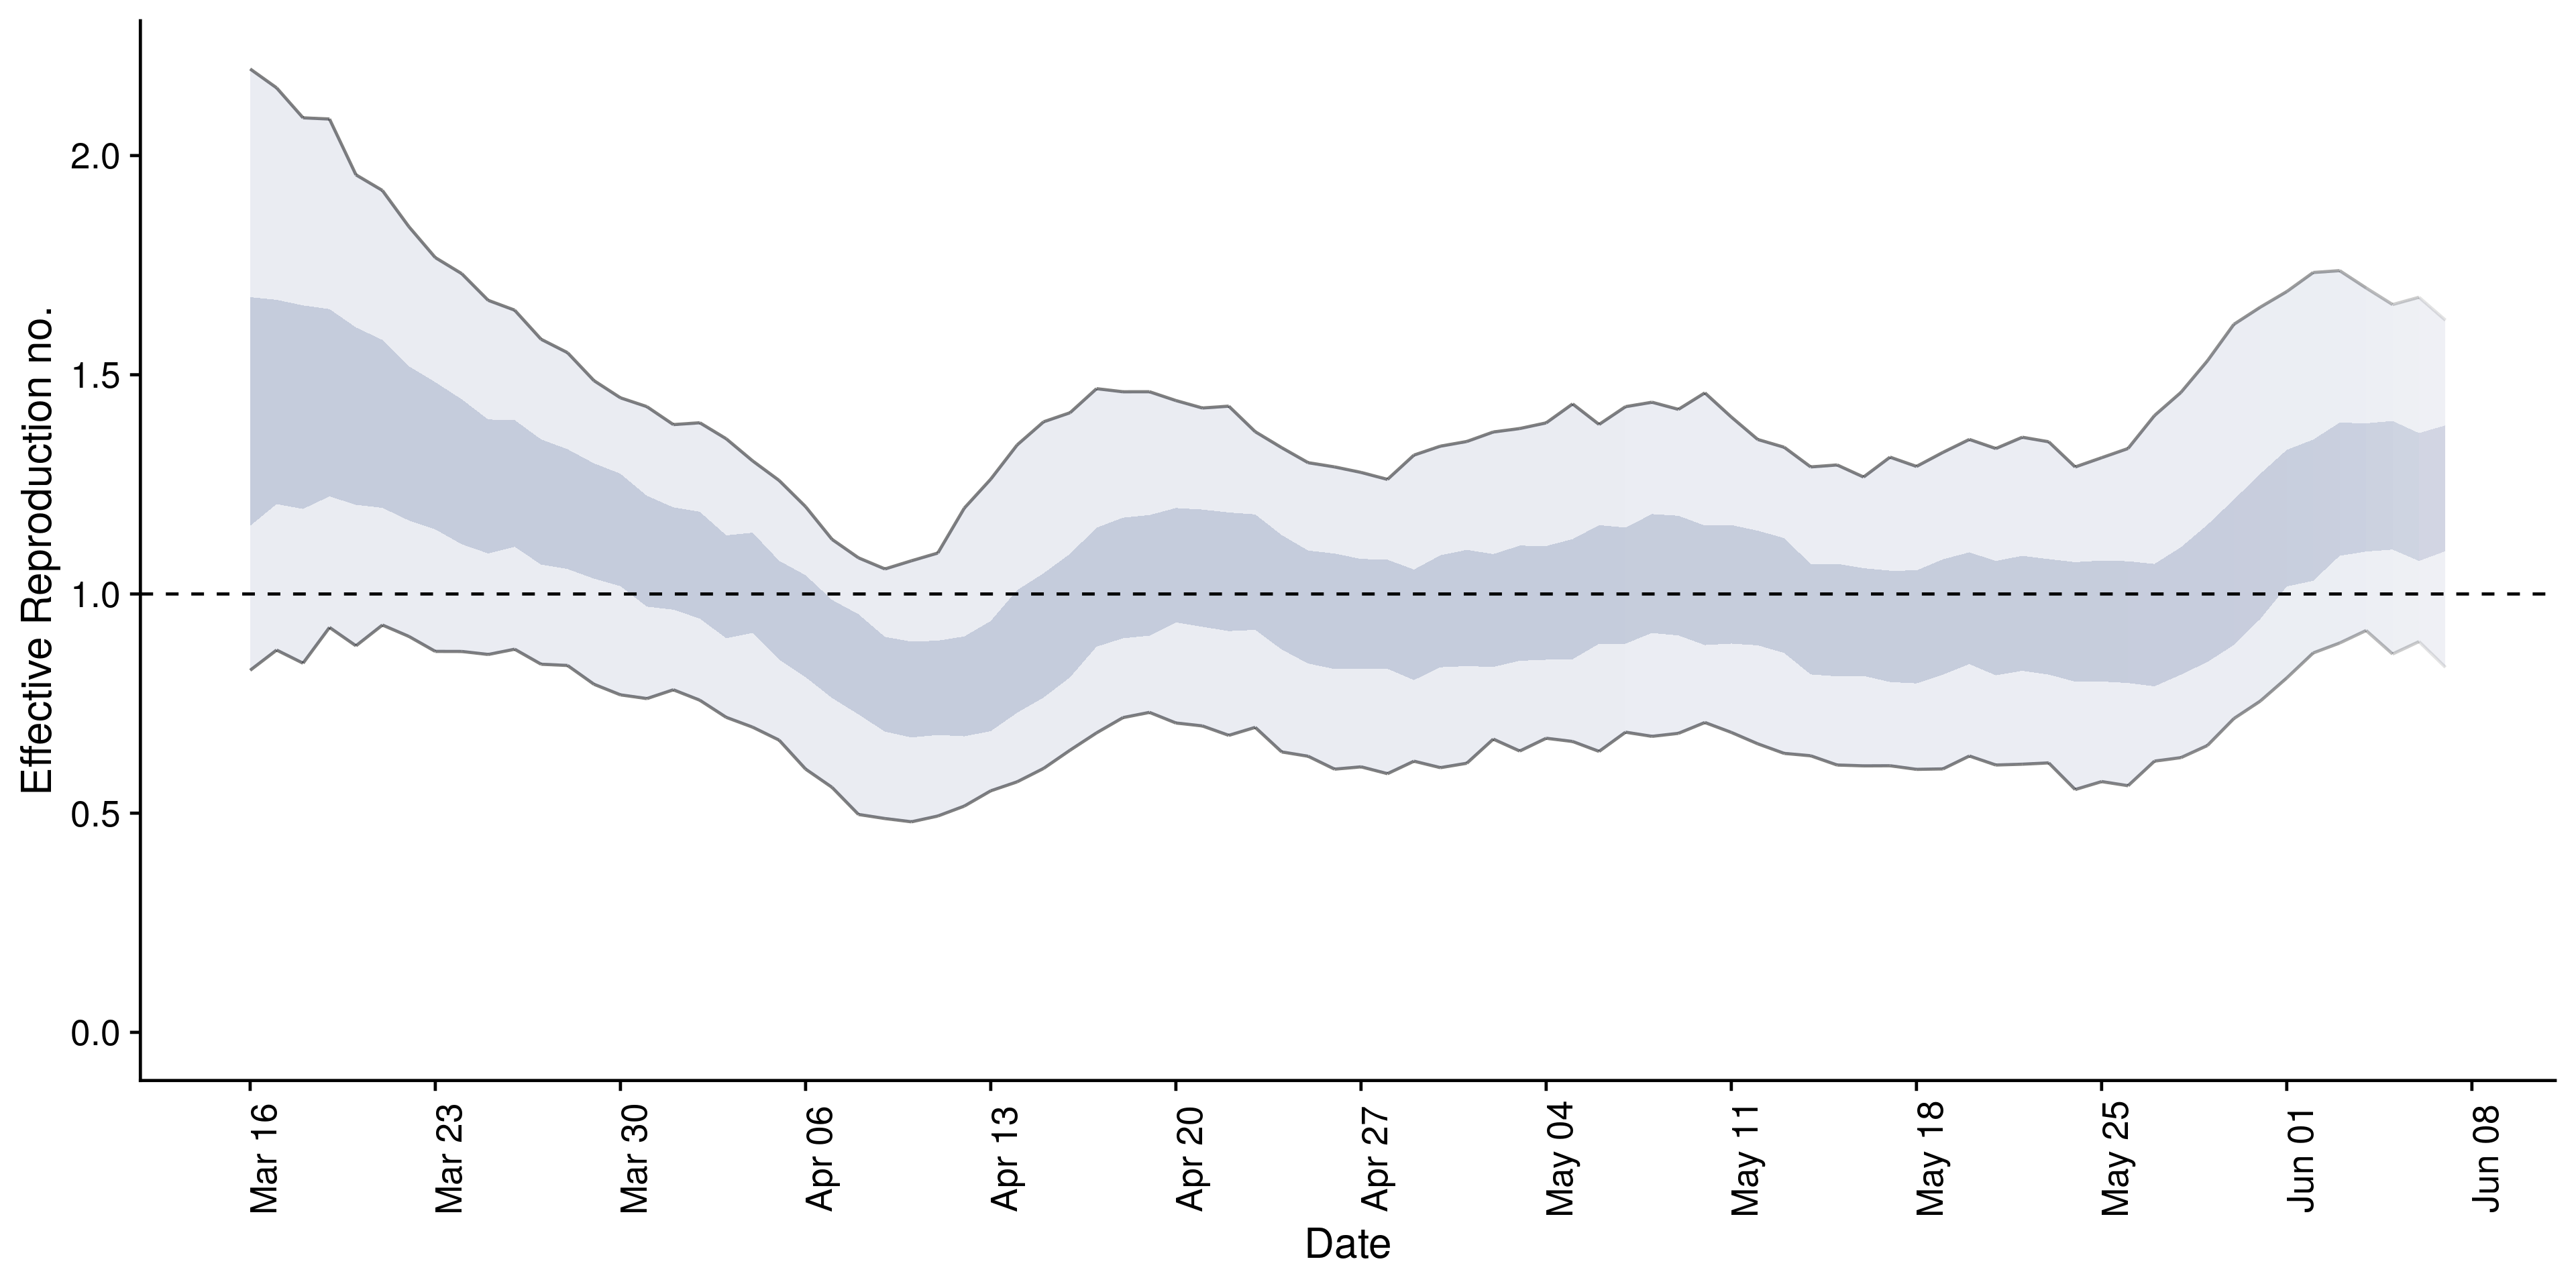 Effective Reproduction no.
2.0
1.5
1.0
0.5
0.0
Mar 16
Mar 23
Mar 30
Apr 06
Apr 13
Apr 20
Apr 27
May 04
May 11
May 18
May 25
Jun 01
Jun 08
Date